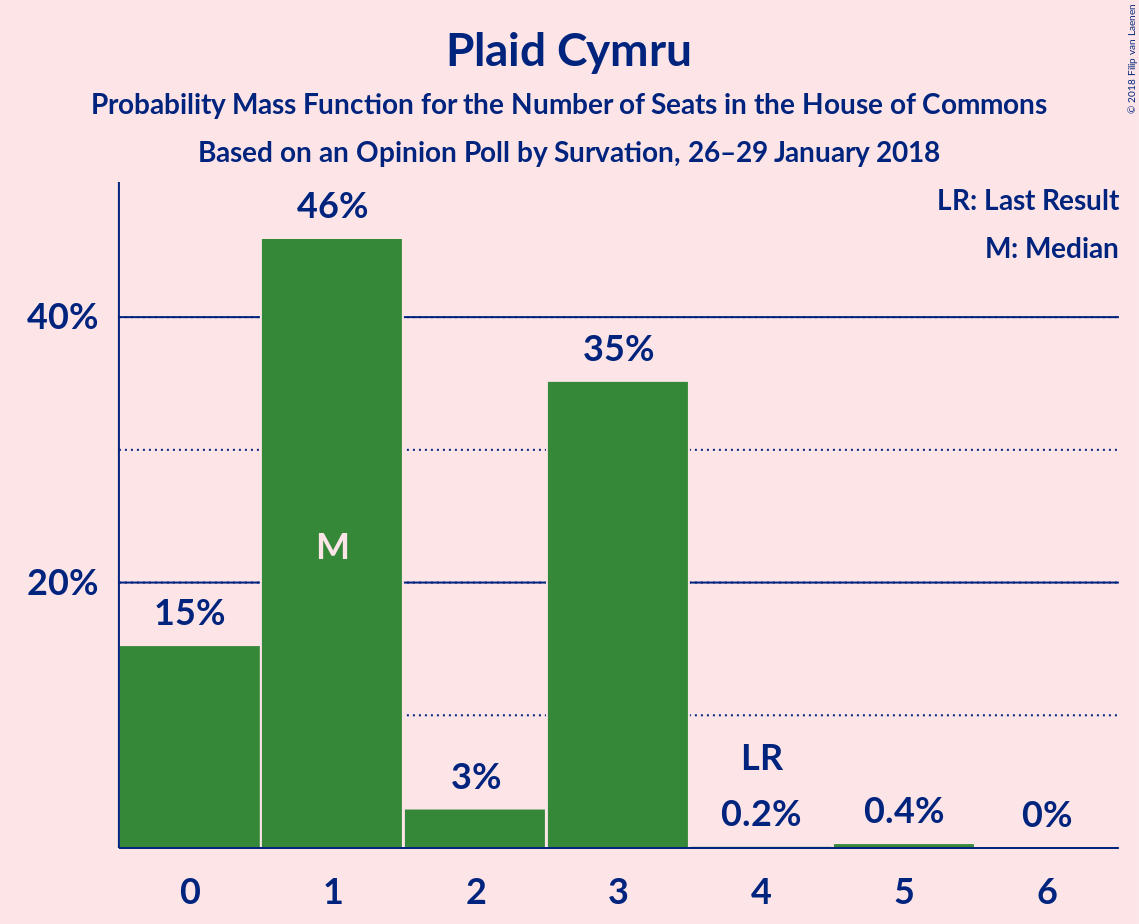 Plaid Cymru
Probability Mass Function for the Number of Seats in the House of Commons
Based on an Opinion Poll by Survation, 26–29 January 2018
© 2018 Filip van Laenen
LR: Last Result
M: Median
46%
40%
35%
M
20%
15%
LR
3%
0.2%
0.4%
0%
0 1 2 3 4 5 6